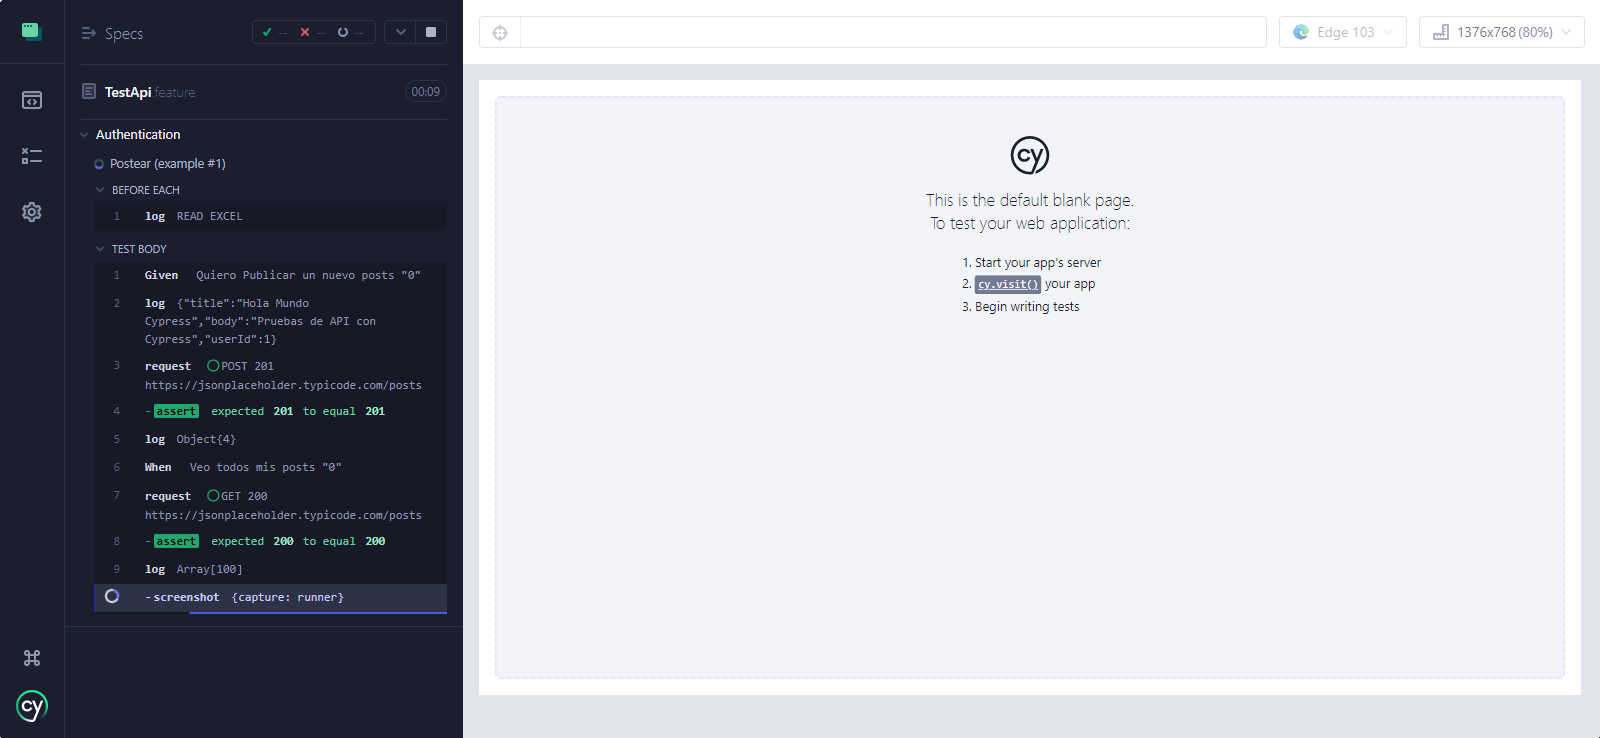 Specs
-- -- --
TestApi feature
00:09
Authentication
Postear (example #1)
BEFORE EACH
1 log READ EXCEL
TEST BODY
1 Given Quiero Publicar un nuevo posts "0"
2 log {"title":"Hola Mundo
Cypress","body":"Pruebas de API con
Cypress","userId":1}
3 request POST 201
https://jsonplaceholder.typicode.com/posts
4 -assert expected 201 to equal 201
5 log Object{4}
6 When Veo todos mis posts "0"
7 request GET 200
https://jsonplaceholder.typicode.com/posts
8 -assert expected 200 to equal 200
9 log Array[100]
-screenshot {capture: runner}
cy
Edge 103
1376x768 (80%)
cy
This is the default blank page.
To test your web application:
1. Start your app's server
2. cy.visit() your app
3. Begin writing tests